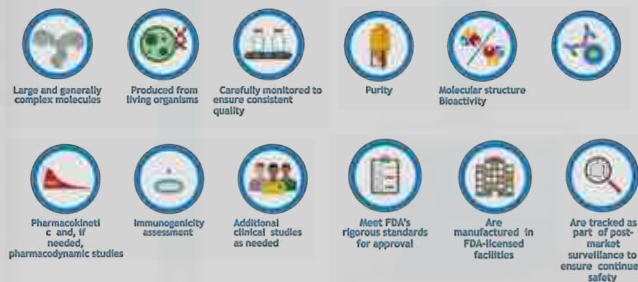 Large and generally
complex molecules
Produced from
living organisms
Carefully monitored to
ensure consistent
quality
Purity
Molecular structure
Bioactivity
Pharmacokineti
c and, if
needed,
pharmacodynamic studies
Immunogenicity
assessment
Additional
clinical studies
as needed
Meet FDA's
rigorous standards
for approval
Are
manufactured in
FDA-licensed
facilities
Are tracked as
part of post-
market
surveillance to
ensure continue
safety